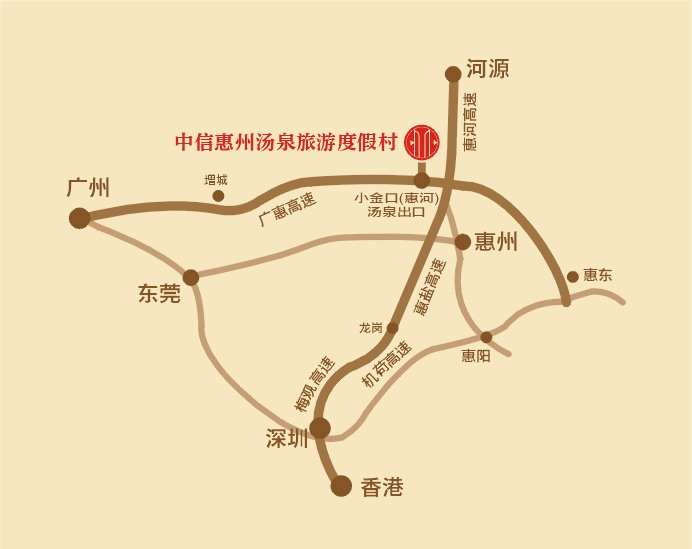 河源
惠河高速
中信惠州汤泉旅游度假村
广州
增城
小金口(惠河)
汤泉出口
广惠高速
惠州
惠东
东莞
惠盐高速
龙岗
惠阳
机荷高速
梅观高速
深圳
香港